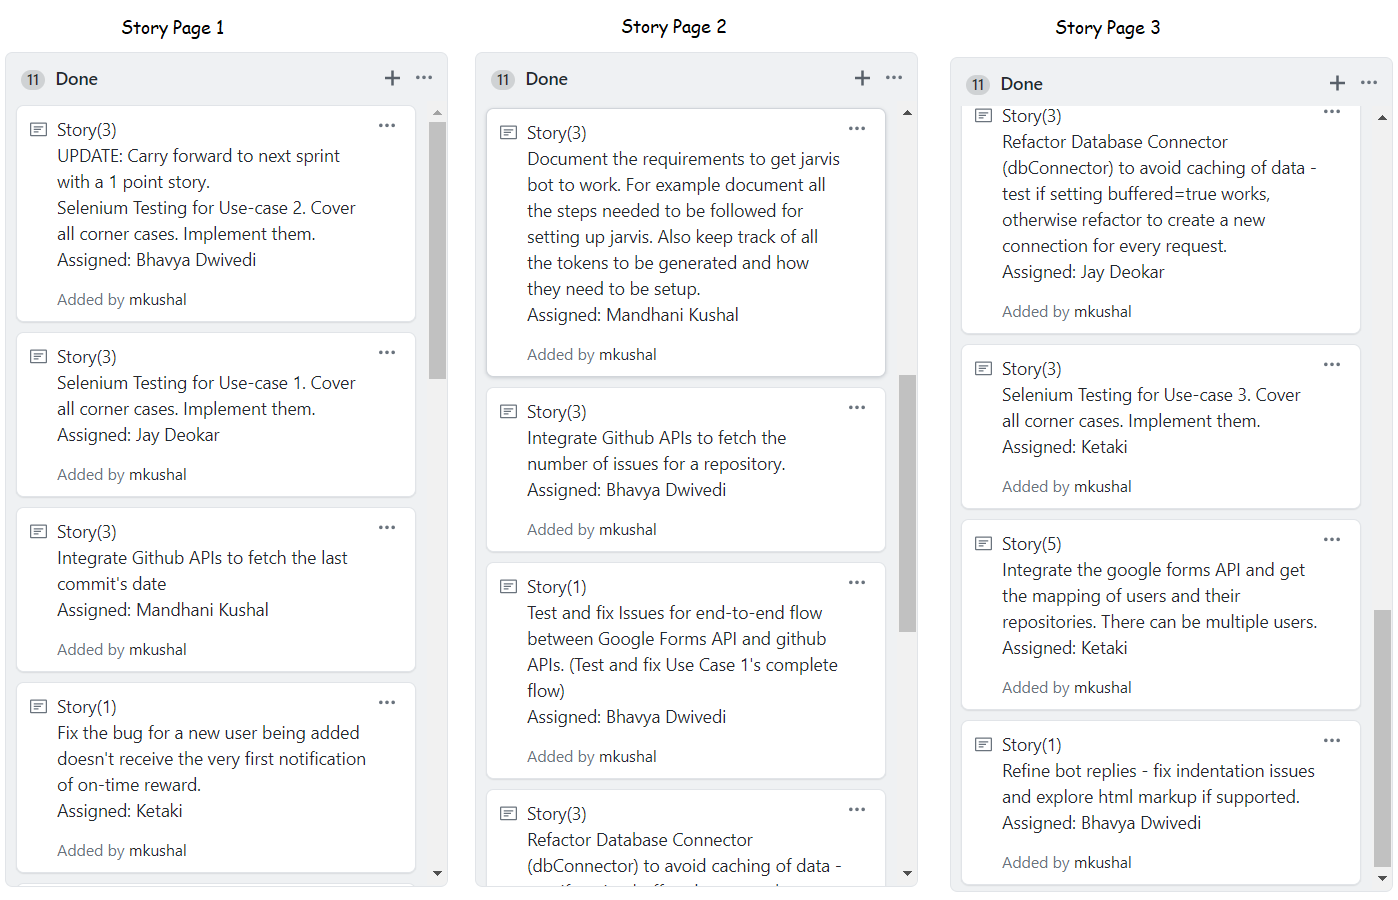 Story Page 1
11 Done
Story(3)
UPDATE: Carry forward to next sprint
with a 1 point story.
Selenium Testing for Use-case 2. Cover
all corner cases. Implement them.
Assigned: Bhavya Dwivedi
Added by mkushal
Story(3)
Selenium Testing for Use-case 1. Cover
all corner cases. Implement them.
Assigned: Jay Deokar
Added by mkushal
Story(3)
Integrate Github APIs to fetch the last
commit's date
Assigned: Mandhani Kushal
Added by mkushal
Story(1)
Fix the bug for a new user being added
doesn't receive the very first notification
of on-time reward.
Assigned: Ketaki
Added by mkushal
Story Page 2
11 Done
Story(3)
Document the requirements to get jarvis
bot to work. For example document all
the steps needed to be followed for
setting up jarvis. Also keep track of all
the tokens to be generated and how
they need to be setup.
Assigned: Mandhani Kushal
Added by mkushal
Story(3)
Integrate Github APIs to fetch the
number of issues for a repository.
Assigned: Bhavya Dwivedi
Added by mkushal
Story(1)
Test and fix Issues for end-to-end flow
between Google Forms API and github
APIs. (Test and fix Use Case 1's complete
flow)
Assigned: Bhavya Dwivedi
Added by mkushal
Story(3)
Refactor Database Connector
(dbConnector) to avoid caching of data -
Story Page 3
11 Done
Story(3)
Refactor Database Connector
(dbConnector) to avoid caching of data -
test if setting buffered=true works,
otherwise refactor to create a new
connection for every request.
Assigned: Jay Deokar
Added by mkushal
Story(3)
Selenium Testing for Use-case 3. Cover
all corner cases. Implement them.
Assigned: Ketaki
Added by mkushal
Story(5)
Integrate the google forms API and get
the mapping of users and their
repositories. There can be multiple users.
Assigned: Ketaki
Added by mkushal
Story(1)
Refine bot replies - fix indentation issues
and explore html markup if supported.
Assigned: Bhavya Dwivedi
Added by mkushal